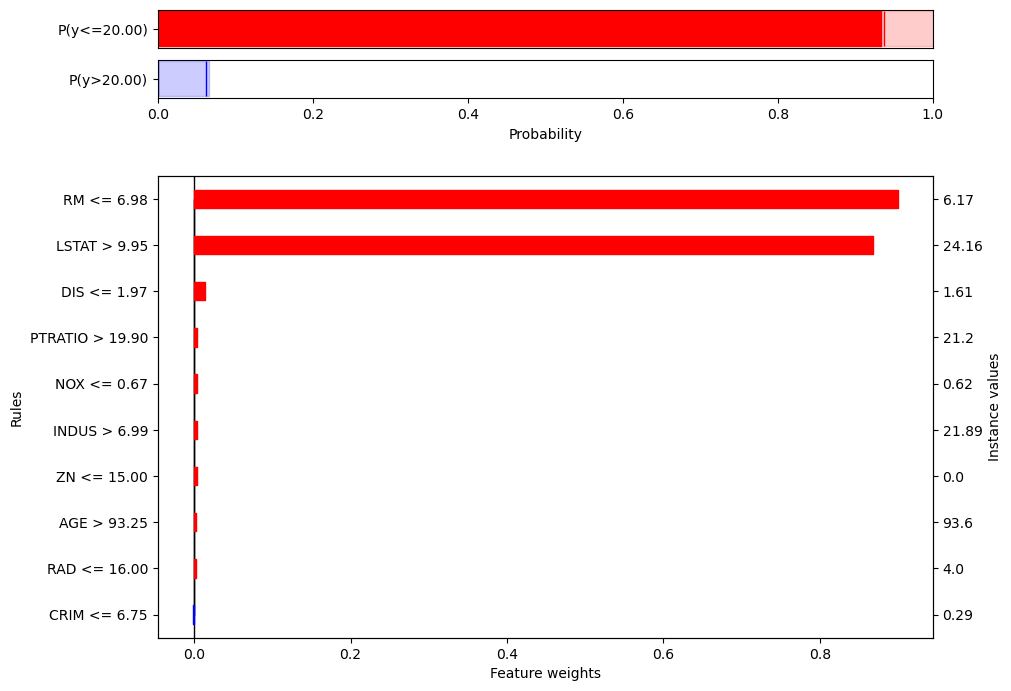 P(y<=20.00)
P(y>20.00)
0.0 0.2 0.4 0.6 0.8 1.0
Probability
RM <= 6.98 6.17
LSTAT > 9.95 24.16
DIS <= 1.97 1.61
PTRATIO > 19.90 21.2
NOX <= 0.67 0.62
INDUS > 6.99 21.89
ZN <= 15.00 0.0
AGE > 93.25 93.6
RAD <= 16.00 4.0
CRIM <= 6.75 0.29
Rules
Instance values
0.0 0.2 0.4 0.6 0.8
Feature weights